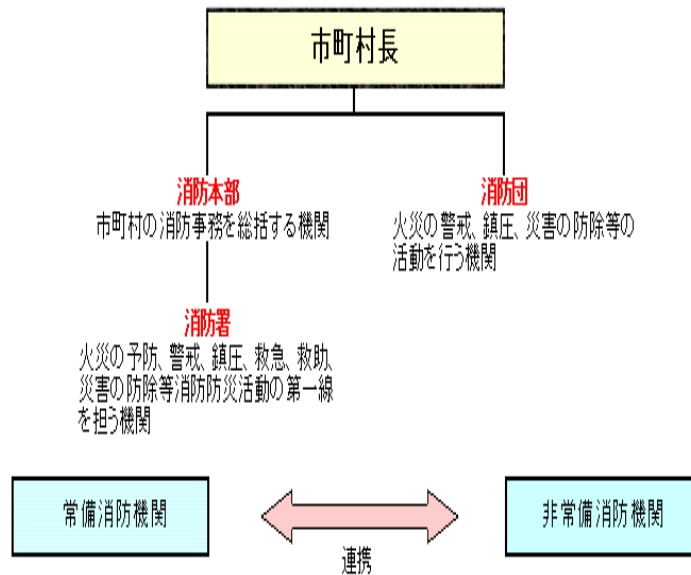 市町村長
消防本部
市町村の消防事務を総括する機関
消防団
火災の警戒、鎮圧、災害の防除等の
活動を行う機関
消防署
火災の予防、警戒、鎮圧、救急、救助、
災害の防除等消防防災活動の第一線
を担う機関
常備消防機関
連携
非常備消防機関